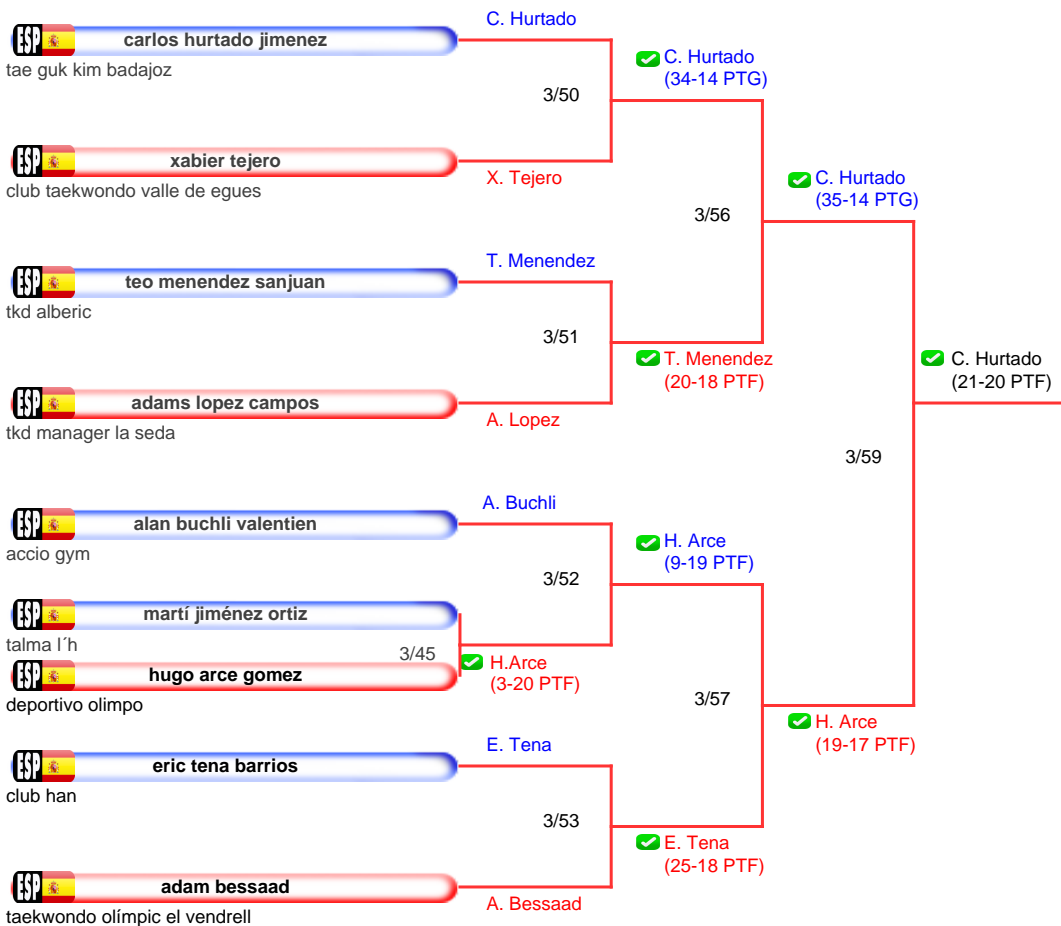 C. Hurtado
ESP carlos hurtado jimenez
tae guk kim badajoz
C. Hurtado
(34-14 PTG)
3/50
ESP xabier tejero
club taekwondo valle de egues
X. Tejero
C. Hurtado
(35-14 PTG)
3/56
T. Menendez
ESP teo menendez sanjuan
tkd alberic
3/51
T. Menendez
(20-18 PTF)
C. Hurtado
(21-20 PTF)
ESP adams lopez campos
tkd manager la seda
A. Lopez
3/59
A. Buchli
ESP alan buchli valentien
accio gym
H. Arce
(9-19 PTF)
3/52
ESP martí jiménez ortiz
talma l´h
3/45
H.Arce
(3-20 PTF)
ESP hugo arce gomez
deportivo olimpo
3/57
H. Arce
(19-17 PTF)
E. Tena
ESP eric tena barrios
club han
3/53
E. Tena
(25-18 PTF)
ESP adam bessaad
taekwondo olímpic el vendrell
A. Bessaad